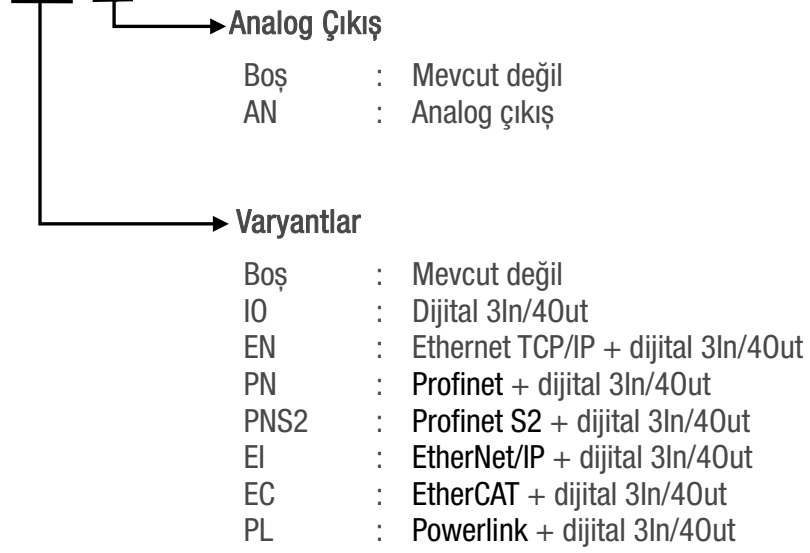 Analog Çıkış
Boş : Mevcut değil
AN : Analog çıkış
Varyantlar
Boş : Mevcut değil
IO : Dijital 3In/4Out
EN : Ethernet TCP/IP + dijital 3In/4Out
PN : Profinet + dijital 3In/4Out
PNS2 : Profinet S2 + dijital 3In/4Out
EI : EtherNet/IP + dijital 3In/4Out
EC : EtherCAT + dijital 3In/4Out
PL : Powerlink + dijital 3In/4Out